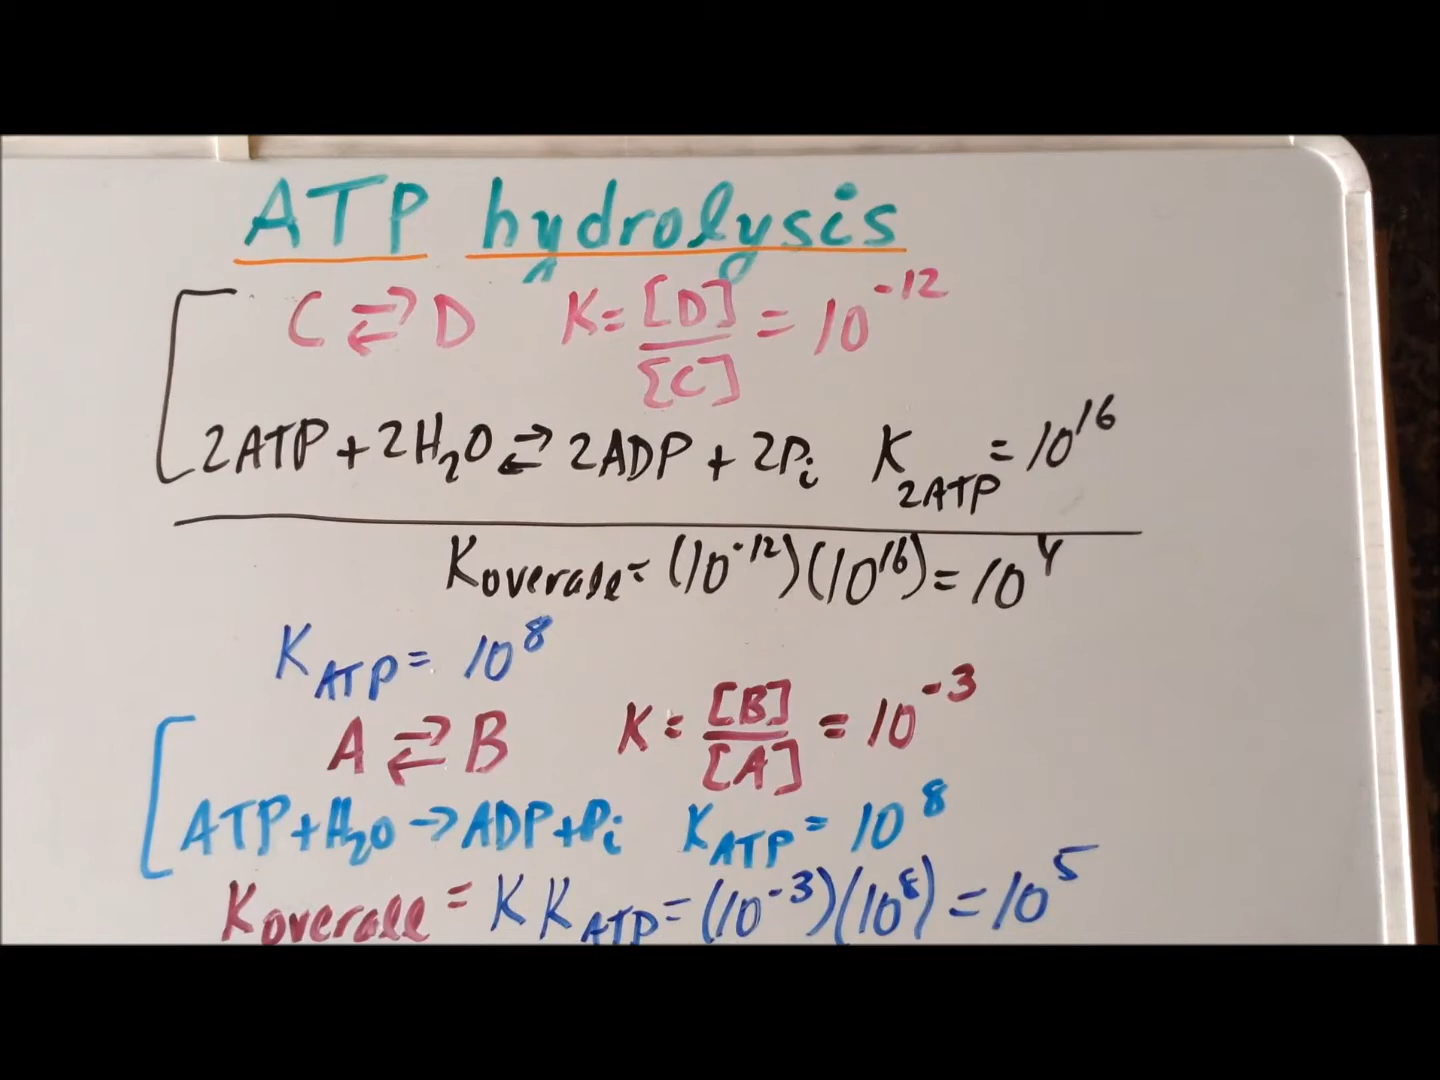 ATP hydrolysis
C ⇄ D K = [D]/[C] = 10^-12
2ATP + 2H₂O ⇄ 2ADP + 2Pi K2ATP = 10^16
Koverall = (10^-12)(10^16) = 10^4
KATP = 10^8
A ⇄ B K = [B]/[A] = 10^-3
ATP + H₂O → ADP + Pi KATP = 10^8
Koverall = K KATP = (10^-3)(10^8) = 10^5